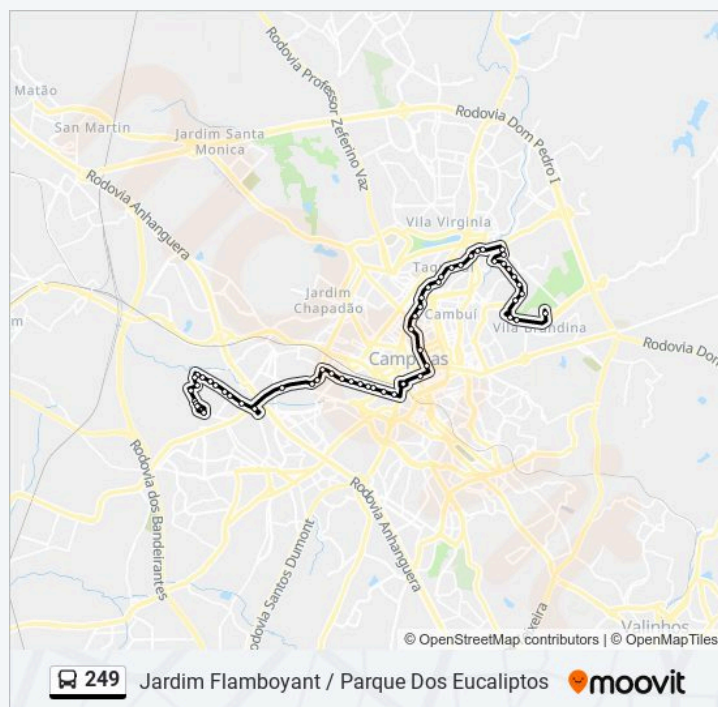 Matão
San Martin
Jardim Santa
Monica
Rodovia Professor Zeferino Vaz
Rodovia Dom Pedro I
Rodovia Anhanguera
Vila Virginia
Taquaral
Jardim
Chapadão
Cambuí
Vila Brandina
Campinas
Rodovia Dom
Rodovia dos Bandeirantes
Rodovia Anhanguera
Rodovia Santos Dumont
Valinhos
© OpenStreetMap contributors | © OpenMapTiles
249 Jardim Flamboyant / Parque Dos Eucaliptos moovit